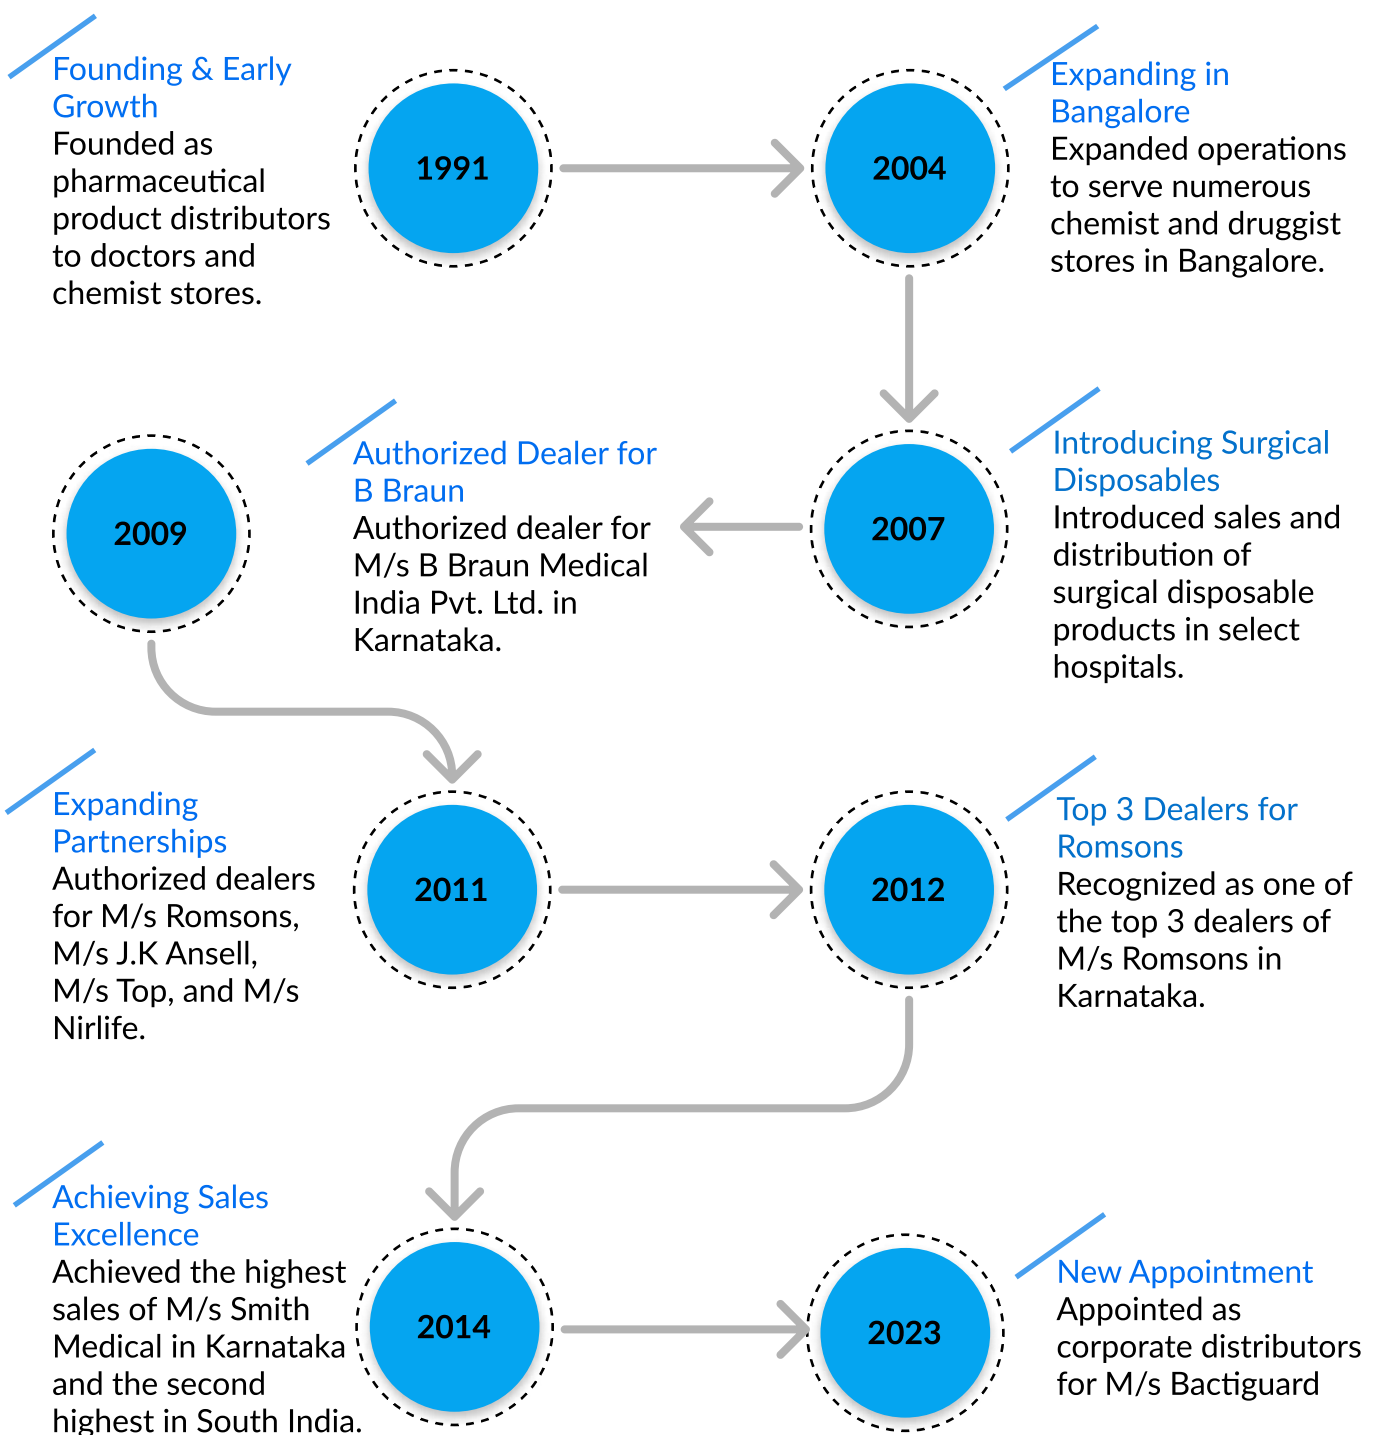 Founding & Early
Growth
Founded as
pharmaceutical
product distributors
to doctors and
chemist stores.
1991
2004
Expanding in
Bangalore
Expanded operations
to serve numerous
chemist and druggist
stores in Bangalore.
2007
Introducing Surgical
Disposables
Introduced sales and
distribution of
surgical disposable
products in select
hospitals.
2009
Authorized Dealer for
B Braun
Authorized dealer for
M/s B Braun Medical
India Pvt. Ltd. in
Karnataka.
Expanding
Partnerships
Authorized dealers
for M/s Romsons,
M/s J.K Ansell,
M/s Top, and M/s
Nirlife.
2011
2012
Top 3 Dealers for
Romsons
Recognized as one of
the top 3 dealers of
M/s Romsons in
Karnataka.
Achieving Sales
Excellence
Achieved the highest
sales of M/s Smith
Medical in Karnataka
and the second
highest in South India.
2014
2023
New Appointment
Appointed as
corporate distributors
for M/s Bactiguard